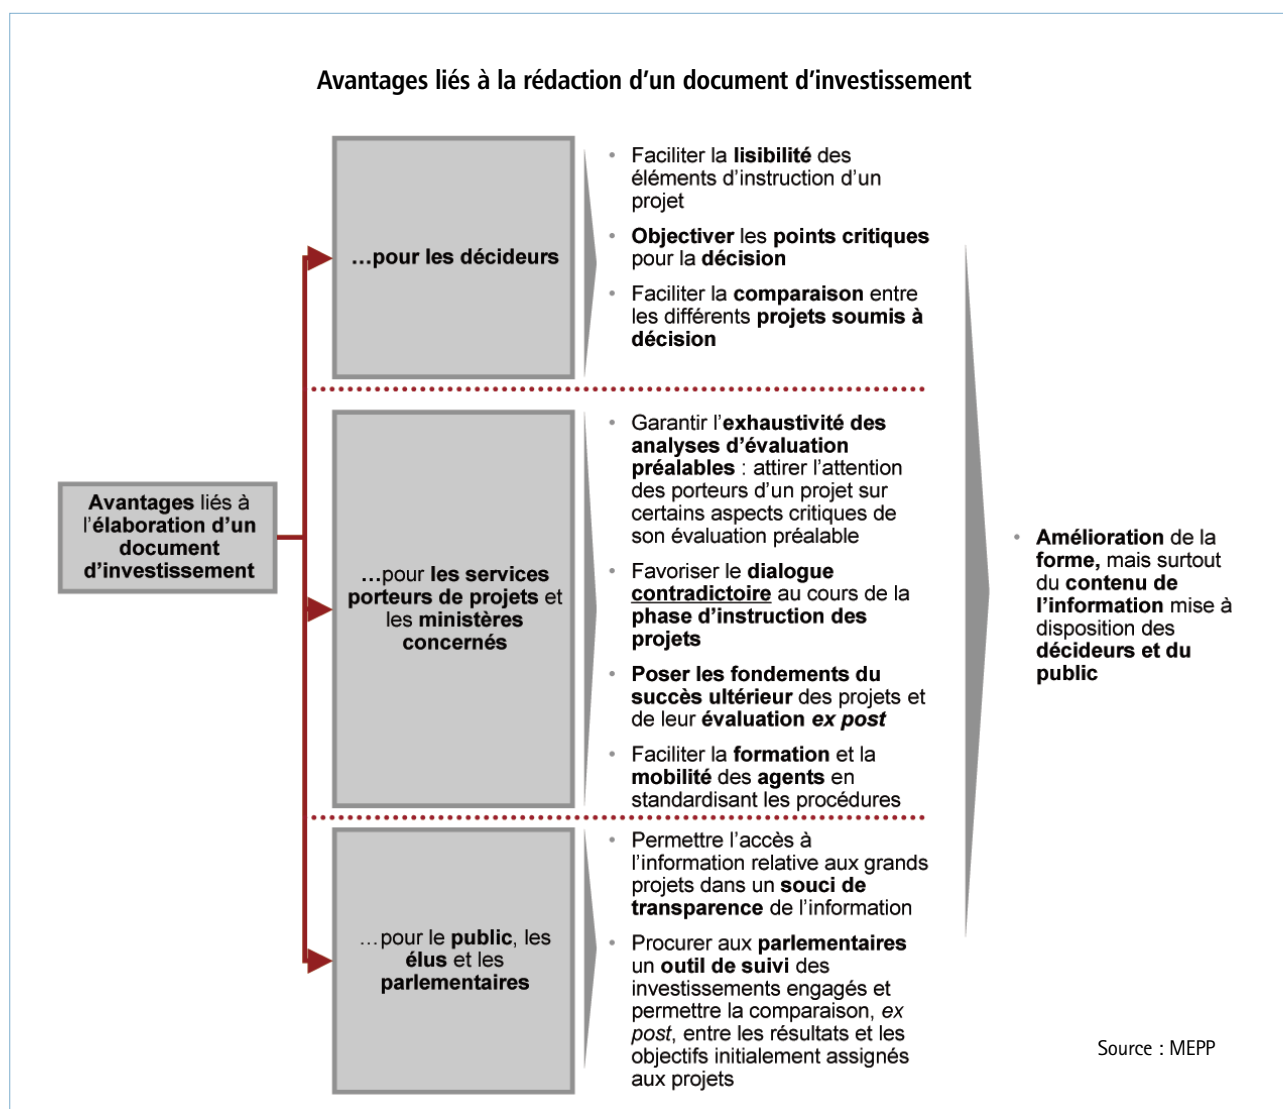 Avantages liés à la rédaction d’un document d’investissement
Avantages liés à
l’élaboration d’un
document
d’investissement
…pour les décideurs
• Faciliter la lisibilité des
éléments d’instruction d’un
projet
• Objectiver les points critiques
pour la décision
• Faciliter la comparaison entre
les différents projets soumis à
décision
…pour les services
porteurs de projets et
les ministères
concernés
• Garantir l’exhaustivité des
analyses d’évaluation
préalables : attirer l’attention
des porteurs d’un projet sur
certains aspects critiques de
son évaluation préalable
• Favoriser le dialogue
contradictoire au cours de la
phase d’instruction des
projets
• Poser les fondements du
succès ultérieur des projets et
de leur évaluation ex post
• Faciliter la formation et la
mobilité des agents en
standardisant les procédures
…pour le public, les
élus et les
parlementaires
• Permettre l’accès à
l’information relative aux grands
projets dans un souci de
transparence de l’information
• Procurer aux parlementaires
un outil de suivi des
investissements engagés et
permettre la comparaison, ex
post, entre les résultats et les
objectifs initialement assignés
aux projets
• Amélioration de la
forme, mais surtout
du contenu de
l’information mise à
disposition des
décideurs et du
public
Source : MEPP